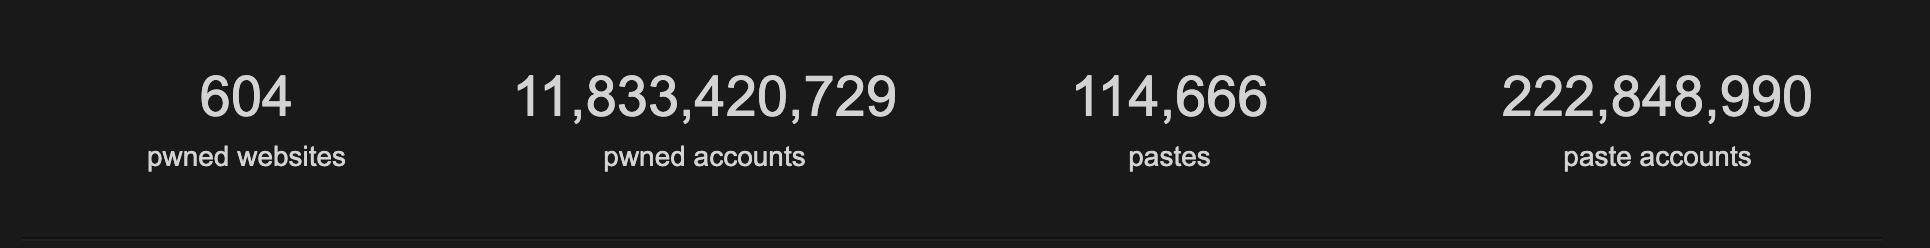 604 11,833,420,729 114,666 222,848,990
pwned websites pwned accounts pastes paste accounts